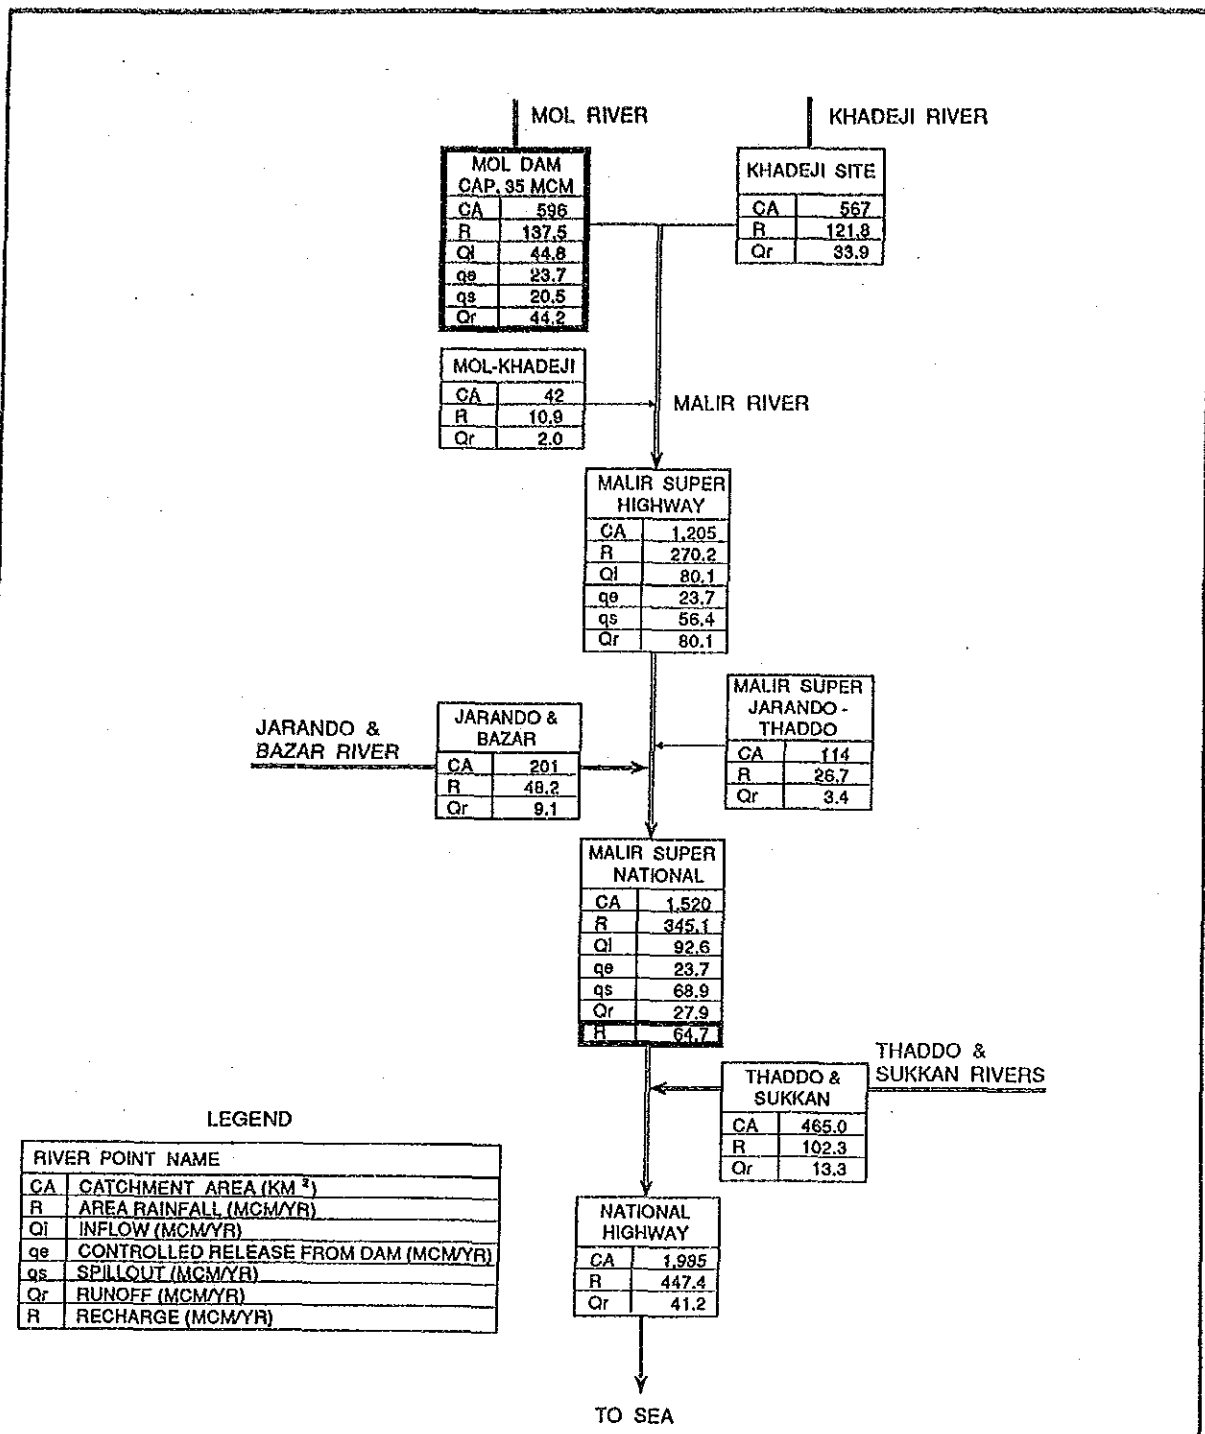 MOL RIVER
KHADEJI RIVER
MOL DAM
CAP. 35 MCM
CA 596
R 137.5
Qi 44.8
qe 23.7
qs 20.5
Qr 44.2
KHADEJI SITE
CA 567
R 121.8
Qr 33.9
MOL-KHADEJI
CA 42
R 10.9
Qr 2.0
MALIR RIVER
MALIR SUPER
HIGHWAY
CA 1,205
R 270.2
Qi 80.1
qe 23.7
qs 56.4
Qr 80.1
JARANDO &
BAZAR RIVER
JARANDO &
BAZAR
CA 201
R 48.2
Qr 9.1
MALIR SUPER
JARANDO -
THADDO
CA 114
R 26.7
Qr 3.4
MALIR SUPER
NATIONAL
CA 1,520
R 345.1
Qi 92.6
qe 23.7
qs 68.9
Qr 27.9
R 64.7
THADDO &
SUKKAN RIVERS
THADDO &
SUKKAN
CA 465.0
R 102.3
Qr 13.3
NATIONAL
HIGHWAY
CA 1,985
R 447.4
Qr 41.2
TO SEA
LEGEND
RIVER POINT NAME
CA CATCHMENT AREA (KM ²)
R AREA RAINFALL (MCM/YR)
Qi INFLOW (MCM/YR)
qe CONTROLLED RELEASE FROM DAM (MCM/YR)
qs SPILLOUT (MCM/YR)
Qr RUNOFF (MCM/YR)
R RECHARGE (MCM/YR)